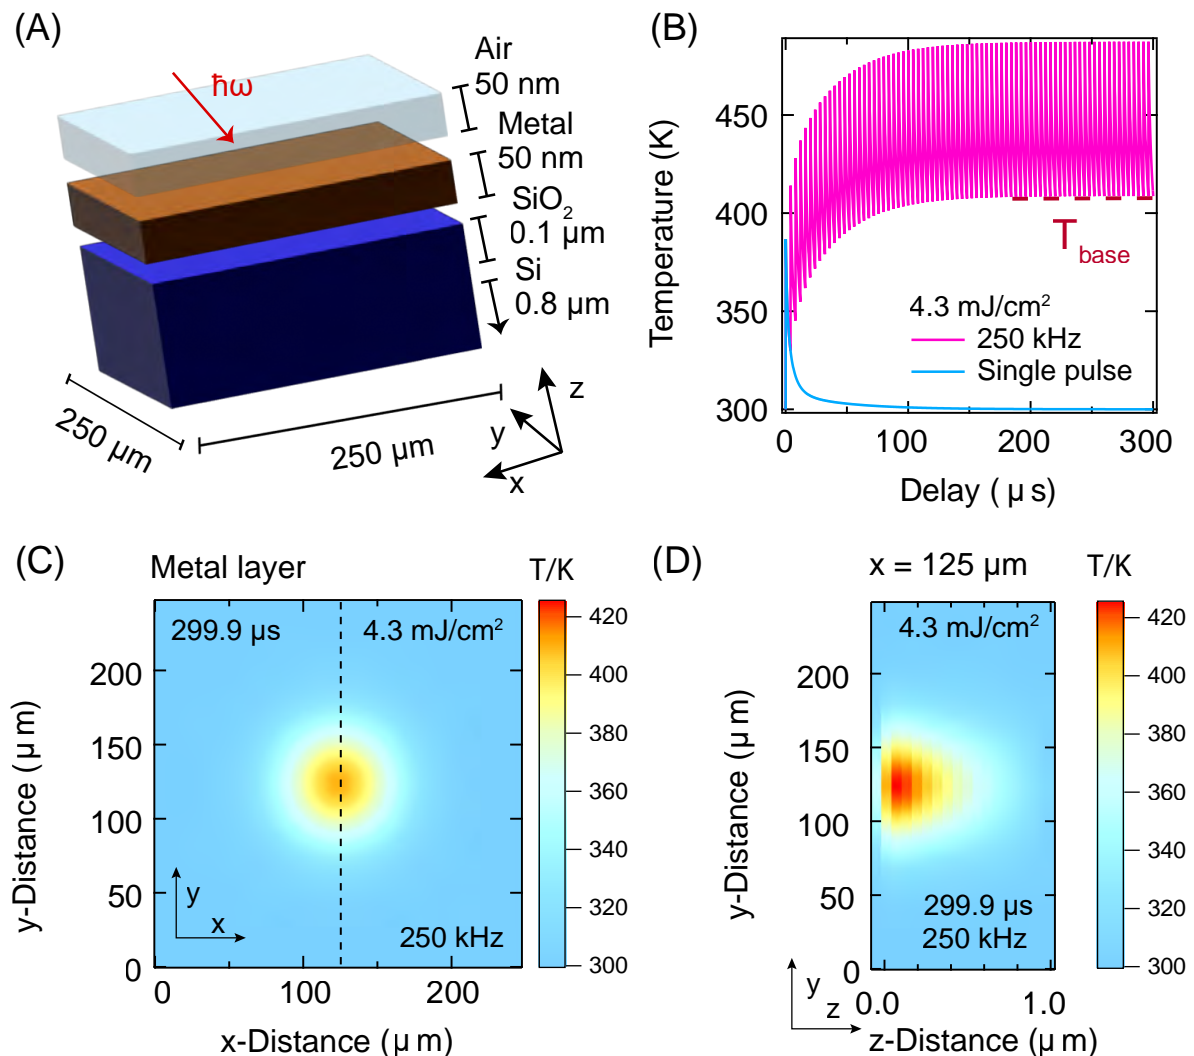 (A)
ħω
Air
50 nm
Metal
50 nm
SiO₂
0.1 µm
Si
0.8 µm
250 µm
250 µm
z
y
x
(B)
Temperature (K)
450
400
350
300
T base
4.3 mJ/cm²
250 kHz
Single pulse
0
100
200
300
Delay ( µs)
(C)
Metal layer
T/K
299.9 µs
4.3 mJ/cm²
y-Distance (µm)
200
150
100
50
0
y
x
250 kHz
0
100
200
x-Distance (µm)
420
400
380
360
340
320
300
(D)
x = 125 µm
T/K
4.3 mJ/cm²
y-Distance (µm)
200
150
100
50
0
299.9 µs
250 kHz
y
z
0.0
1.0
z-Distance (µm)
420
400
380
360
340
320
300